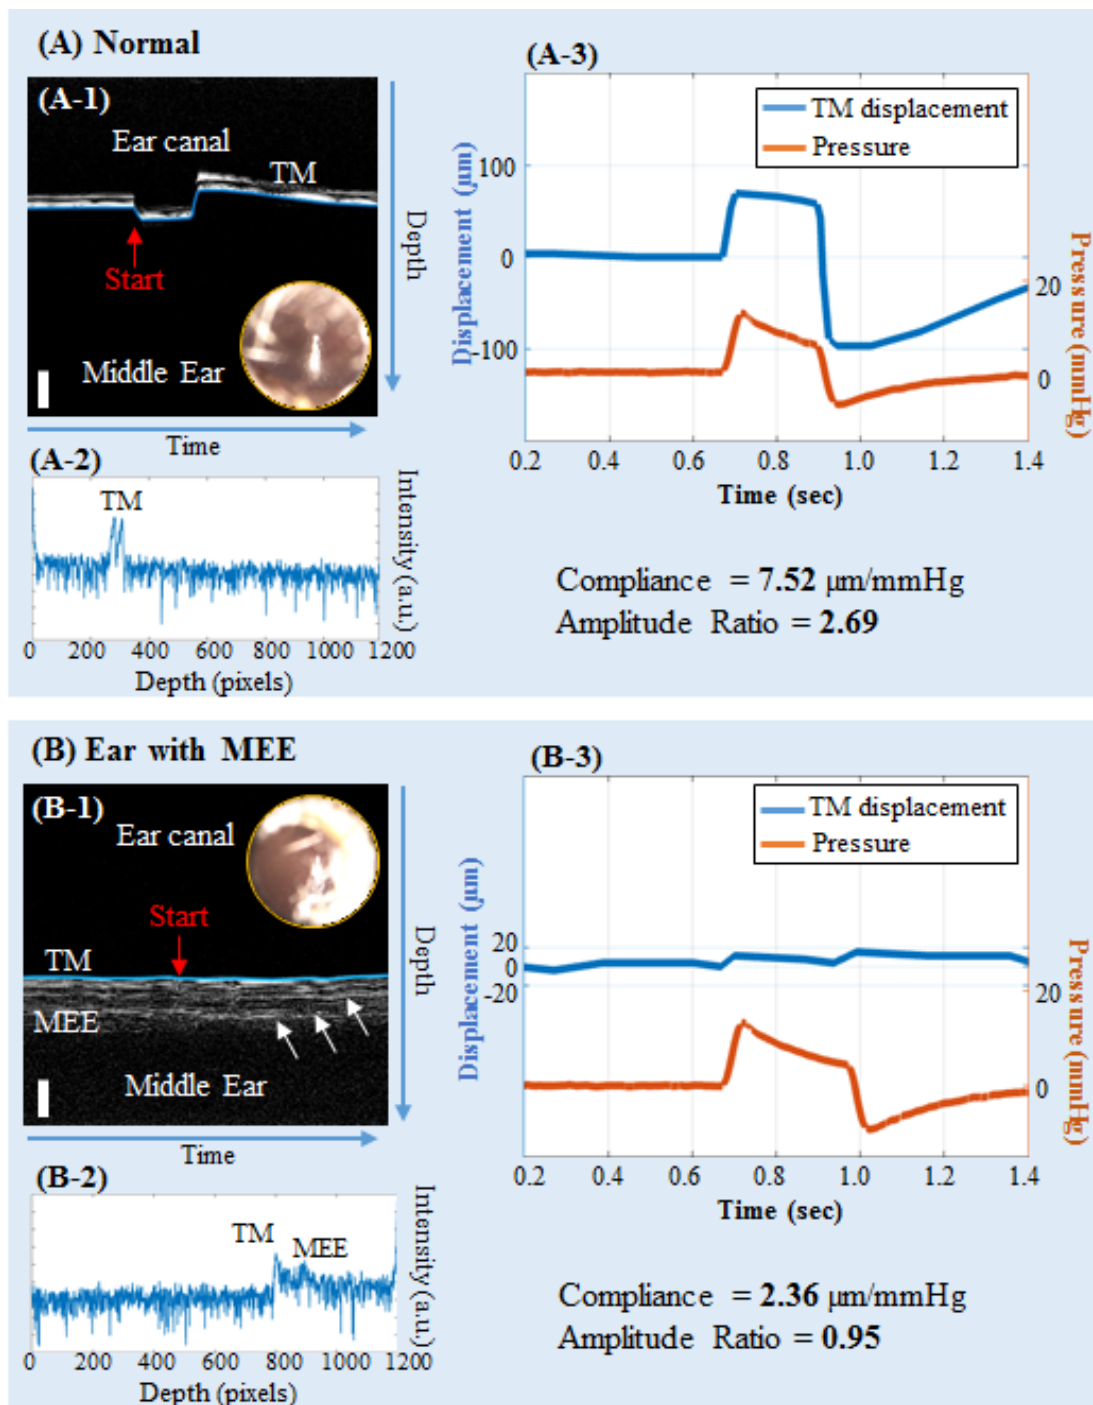 (A) Normal
(A-1)
Ear canal
TM
Start
Middle Ear
Depth
Time
(A-2)
TM
Intensity (a.u.)
0 200 400 600 800 1000 1200
Depth (pixels)
(A-3)
TM displacement
Pressure
100
0
-100
Displacement (µm)
20
0
Pressure (mmHg)
0.2 0.4 0.6 0.8 1.0 1.2 1.4
Time (sec)
Compliance = 7.52 µm/mmHg
Amplitude Ratio = 2.69
(B) Ear with MEE
(B-1)
Ear canal
Start
TM
MEE
Middle Ear
Depth
Time
(B-2)
TM
MEE
Intensity (a.u.)
0 200 400 600 800 1000 1200
Depth (pixels)
(B-3)
TM displacement
Pressure
20
0
-20
Displacement (µm)
20
0
Pressure (mmHg)
0.2 0.4 0.6 0.8 1.0 1.2 1.4
Time (sec)
Compliance = 2.36 µm/mmHg
Amplitude Ratio = 0.95